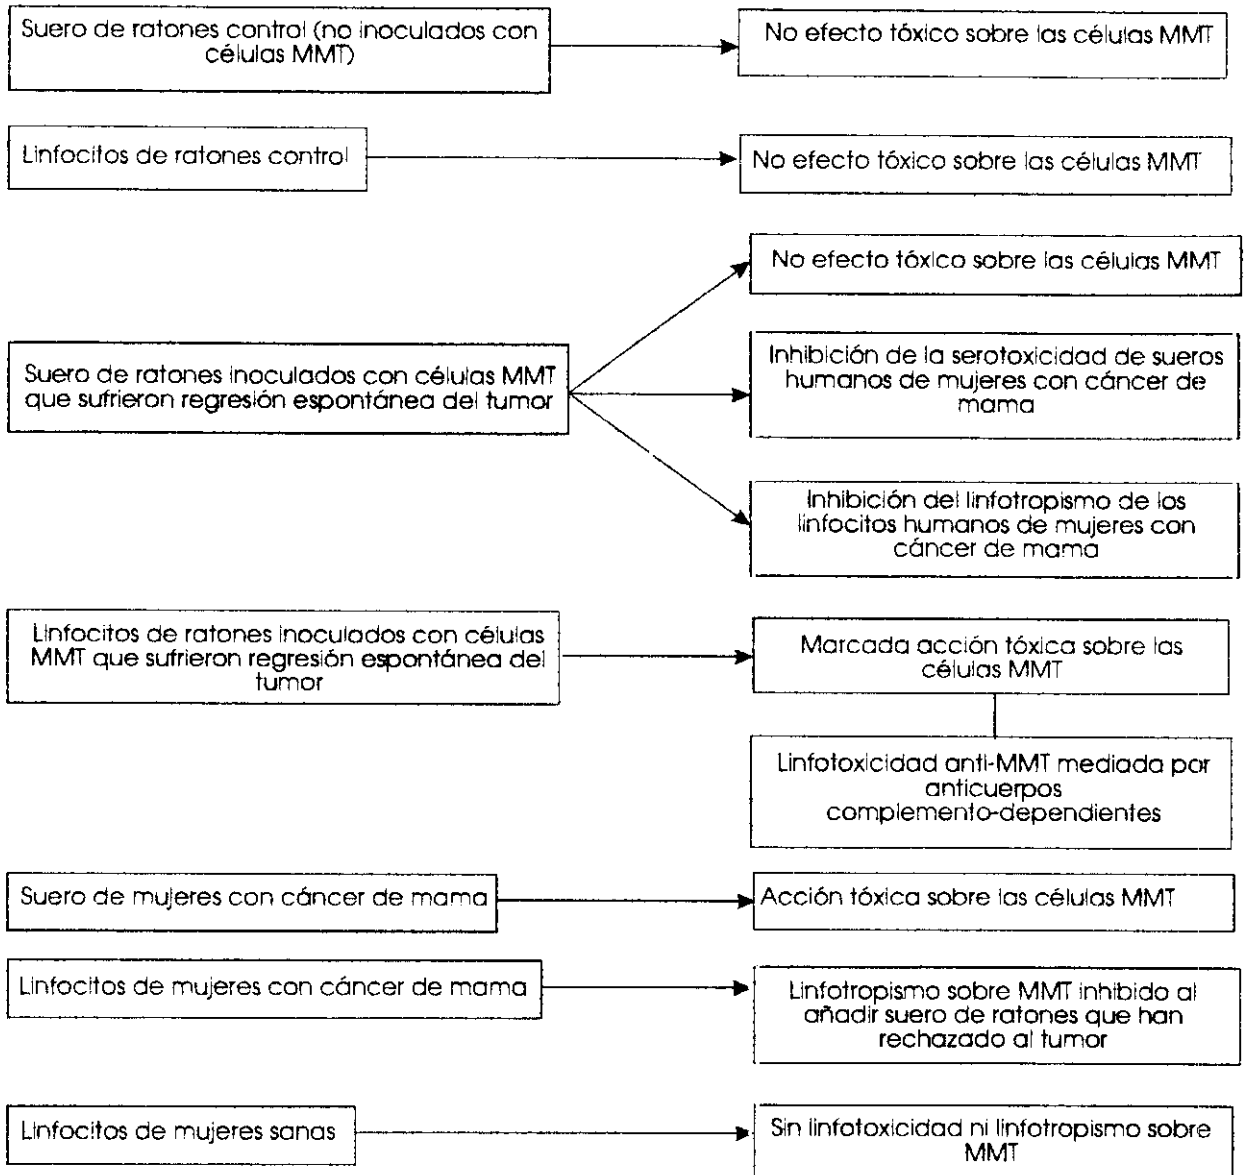 Suero de ratones control (no inoculados con
células MMT)
No efecto tóxico sobre las células MMT
Linfocitos de ratones control
No efecto tóxico sobre las células MMT
Suero de ratones inoculados con células MMT
que sufrieron regresión espontánea del tumor
No efecto tóxico sobre las células MMT
Inhibición de la serotoxicidad de sueros
humanos de mujeres con cáncer de
mama
Inhibición del linfotropismo de los
linfocitos humanos de mujeres con
cáncer de mama
Linfocitos de ratones inoculados con células
MMT que sufrieron regresión espontánea del
tumor
Marcada acción tóxica sobre las
células MMT
Linfotoxicidad anti-MMT mediada por
anticuerpos
complemento-dependientes
Suero de mujeres con cáncer de mama
Acción tóxica sobre las células MMT
Linfocitos de mujeres con cáncer de mama
Linfotropismo sobre MMT inhibido al
añadir suero de ratones que han
rechazado al tumor
Linfocitos de mujeres sanas
Sin linfotoxicidad ni linfotropismo sobre
MMT